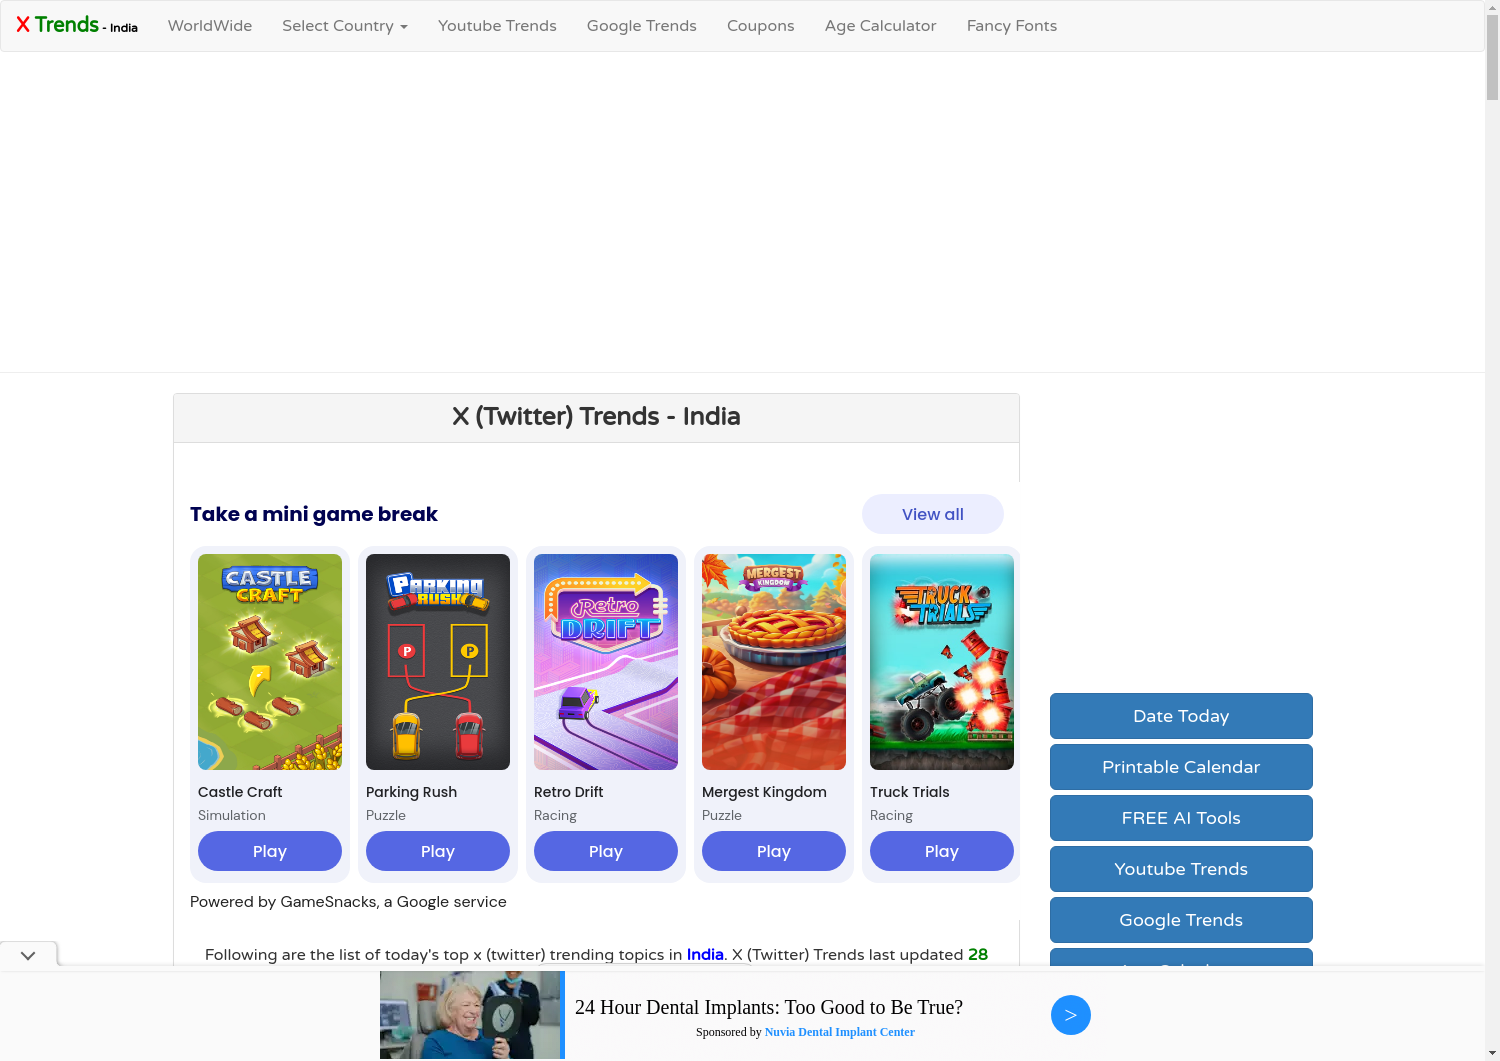 X Trends - India WorldWide Select Country Youtube Trends Google Trends Coupons Age Calculator Fancy Fonts
X (Twitter) Trends - India
Take a mini game break View all
CASTLE CRAFT
PARKING RUSH
P P
Retro DRIFT
MERGEST KINGDOM
TRUCK TRIALS
Castle Craft Parking Rush Retro Drift Mergest Kingdom Truck Trials
Simulation Puzzle Racing Puzzle Racing
Play Play Play Play Play
Powered by GameSnacks, a Google service
Following are the list of today's top x (twitter) trending topics in India. X (Twitter) Trends last updated 28
Date Today
Printable Calendar
FREE AI Tools
Youtube Trends
Google Trends
24 Hour Dental Implants: Too Good to Be True?
Sponsored by Nuvia Dental Implant Center
>